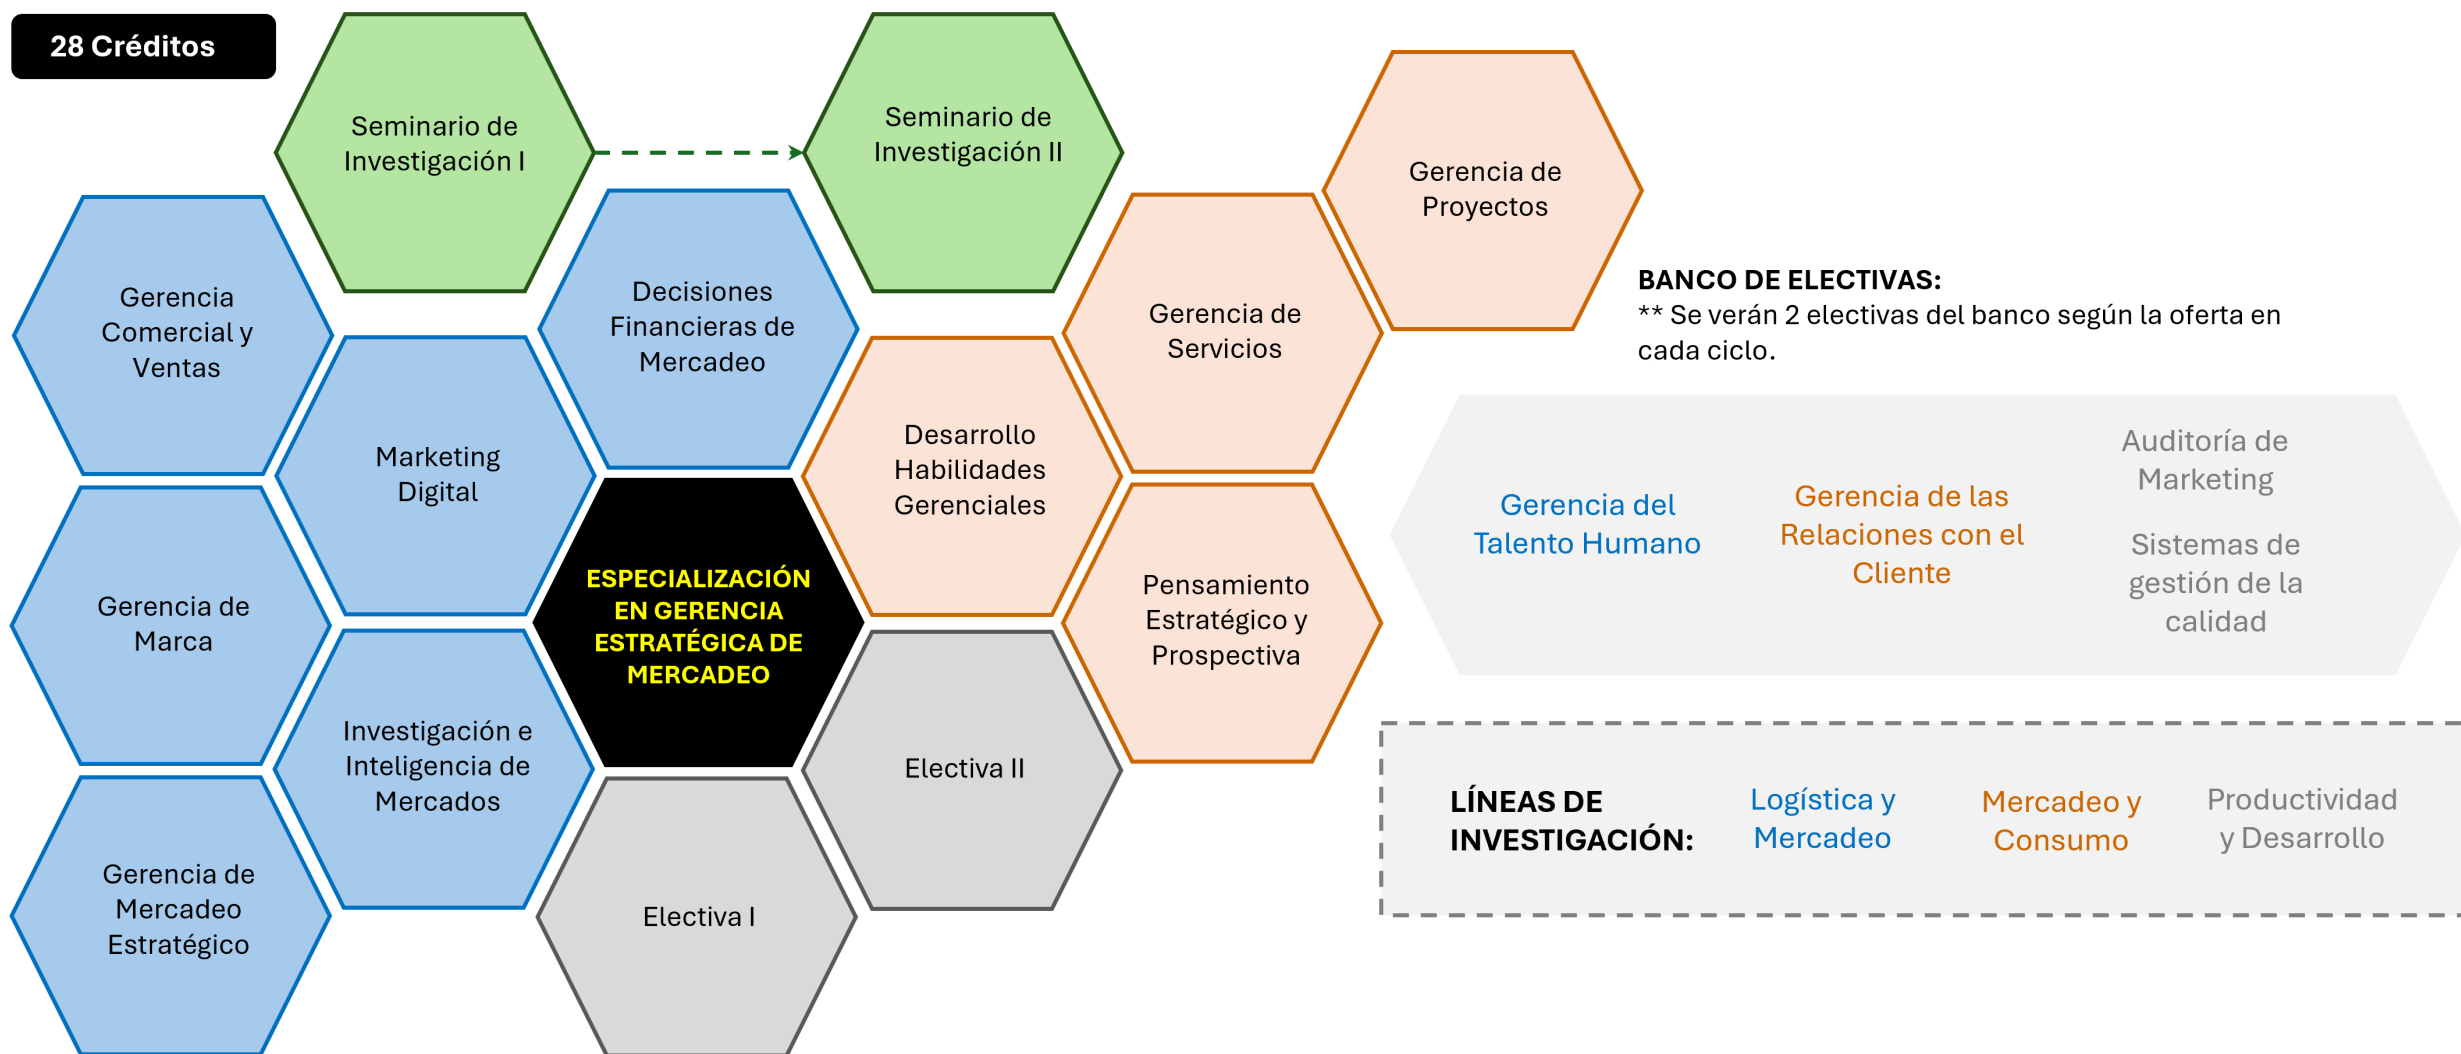 28 Créditos
Seminario de
Investigación I
Seminario de
Investigación II
Gerencia de
Proyectos
Gerencia
Comercial y
Ventas
Decisiones
Financieras de
Mercadeo
Gerencia de
Servicios
BANCO DE ELECTIVAS:
** Se verán 2 electivas del banco según la oferta en
cada ciclo.
Marketing
Digital
Desarrollo
Habilidades
Gerenciales
Gerencia del
Talento Humano
Gerencia de las
Relaciones con el
Cliente
Auditoría de
Marketing
Sistemas de
gestión de la
calidad
Gerencia de
Marca
ESPECIALIZACIÓN
EN GERENCIA
ESTRATÉGICA DE
MERCADEO
Pensamiento
Estratégico y
Prospectiva
Investigación e
Inteligencia de
Mercados
Electiva II
LÍNEAS DE
INVESTIGACIÓN:
Logística y
Mercadeo
Mercadeo y
Consumo
Productividad
y Desarrollo
Gerencia de
Mercadeo
Estratégico
Electiva I